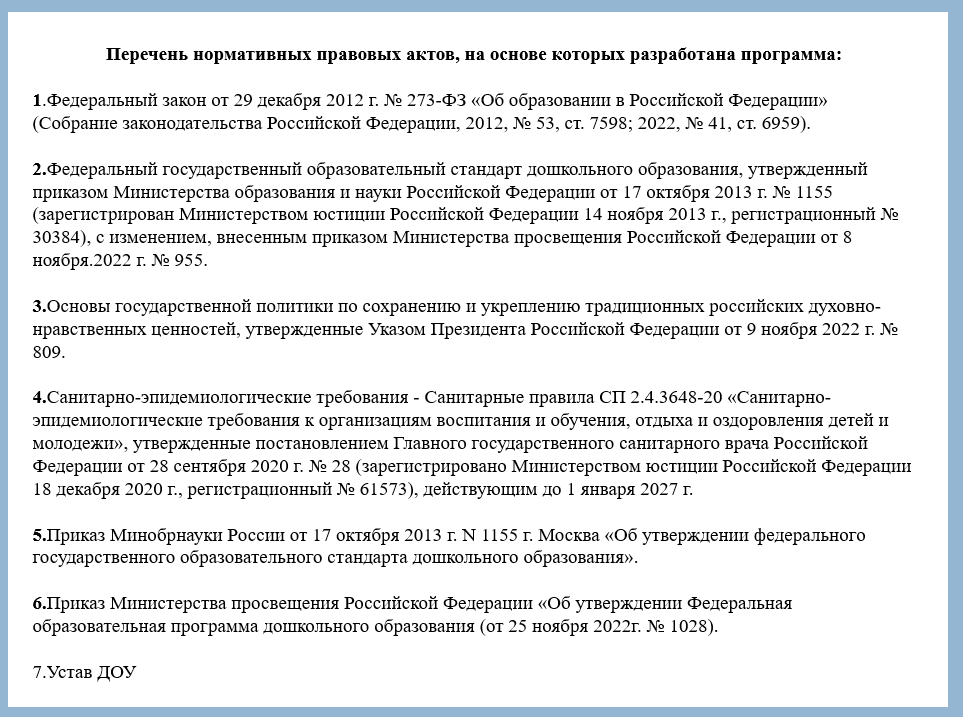 Перечень нормативных правовых актов, на основе которых разработана программа:
1.Федеральный закон от 29 декабря 2012 г. № 273-ФЗ «Об образовании в Российской Федерации»
(Собрание законодательства Российской Федерации, 2012, № 53, ст. 7598; 2022, № 41, ст. 6959).
2.Федеральный государственный образовательный стандарт дошкольного образования, утвержденный
приказом Министерства образования и науки Российской Федерации от 17 октября 2013 г. № 1155
(зарегистрирован Министерством юстиции Российской Федерации 14 ноября 2013 г., регистрационный №
30384), с изменением, внесенным приказом Министерства просвещения Российской Федерации от 8
ноября.2022 г. № 955.
3.Основы государственной политики по сохранению и укреплению традиционных российских духовно-
нравственных ценностей, утвержденные Указом Президента Российской Федерации от 9 ноября 2022 г. №
809.
4.Санитарно-эпидемиологические требования - Санитарные правила СП 2.4.3648-20 «Санитарно-
эпидемиологические требования к организациям воспитания и обучения, отдыха и оздоровления детей и
молодежи», утвержденные постановлением Главного государственного санитарного врача Российской
Федерации от 28 сентября 2020 г. № 28 (зарегистрировано Министерством юстиции Российской Федерации
18 декабря 2020 г., регистрационный № 61573), действующим до 1 января 2027 г.
5.Приказ Минобрнауки России от 17 октября 2013 г. N 1155 г. Москва «Об утверждении федерального
государственного образовательного стандарта дошкольного образования».
6.Приказ Министерства просвещения Российской Федерации «Об утверждении Федеральная
образовательная программа дошкольного образования (от 25 ноября 2022г. № 1028).
7.Устав ДОУ